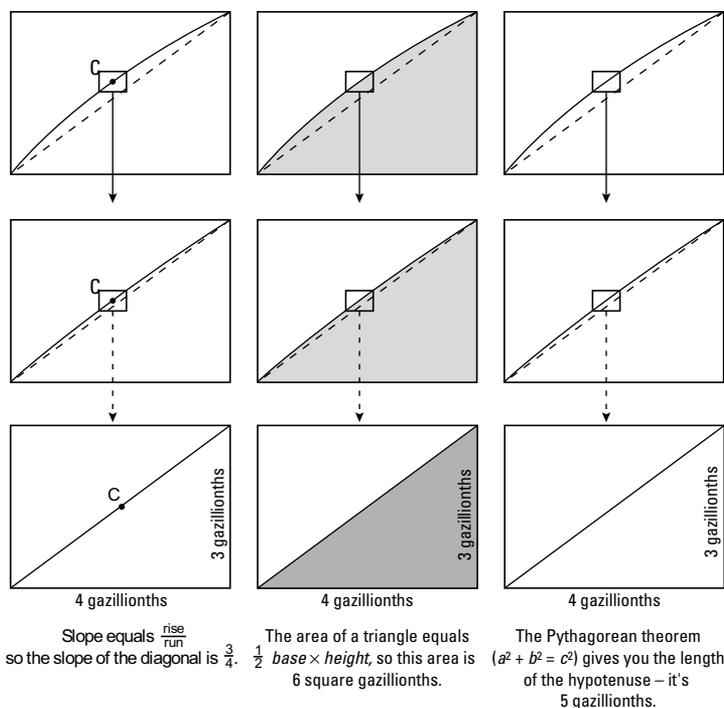 C
C
C
3 gazillionths
3 gazillionths
3 gazillionths
4 gazillionths
4 gazillionths
4 gazillionths
Slope equals rise/run
so the slope of the diagonal is 3/4.
The area of a triangle equals
1/2 base × height, so this area is
6 square gazillionths.
The Pythagorean theorem
(a² + b² = c²) gives you the length
of the hypotenuse – it's
5 gazillionths.